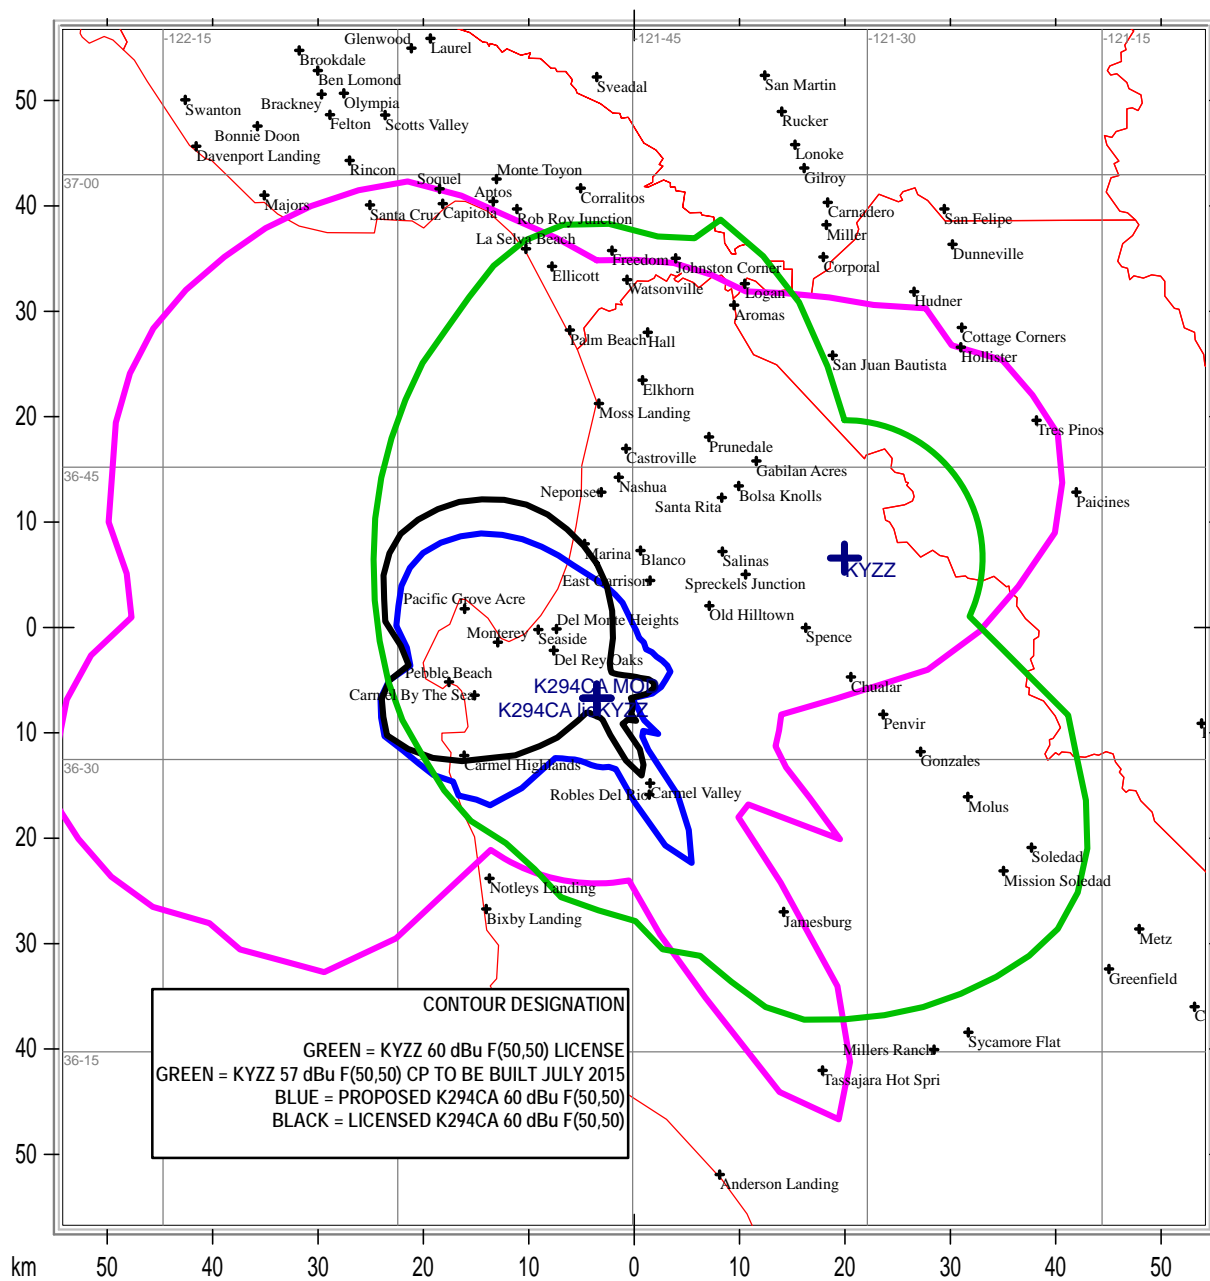 -122-15
-121-45
-121-30
-121-15
Glenwood
Laurel
Brookdale
Ben Lomond
Sveadal
San Martin
Swanton
Brackney
Olympia
Felton
Scotts Valley
Rucker
Bonnie Doon
Davenport Landing
Lonoke
Rincon
Monte Toyon
Gilroy
37-00
Soquel
Aptos
Corralitos
Majors
Santa Cruz
Capitola
Rob Roy Junction
Carnadero
San Felipe
Miller
La Selva Beach
Freedom
Johnston Corner
Corporal
Dunneville
Ellicott
Watsonville
Logan
Hudner
Aromas
Palm Beach
Hall
Cottage Corners
Hollister
San Juan Bautista
Elkhorn
Moss Landing
Tres Pinos
Prunedale
Castroville
Gabilan Acres
36-45
Nashua
Neponset
Bolsa Knolls
Santa Rita
Paicines
Marina
Blanco
Salinas
KYZZ
East Garrison
Spreckels Junction
Pacific Grove Acre
Old Hilltown
Del Monte Heights
Monterey
Seaside
Spence
Del Rey Oaks
Pebble Beach
K294CA MOD
Chualar
Carmel By The Sea
K294CA lic
KYZZ
Penvir
Gonzales
36-30
Carmel Highlands
Robles Del Rio
Carmel Valley
Molus
Soledad
Mission Soledad
Notleys Landing
Bixby Landing
Jamesburg
Metz
Greenfield
C
Sycamore Flat
Millers Ranch
36-15
Tassajara Hot Spri
Anderson Landing
CONTOUR DESIGNATION
GREEN = KYZZ 60 dBu F(50,50) LICENSE
GREEN = KYZZ 57 dBu F(50,50) CP TO BE BUILT JULY 2015
BLUE = PROPOSED K294CA 60 dBu F(50,50)
BLACK = LICENSED K294CA 60 dBu F(50,50)
50
40
30
20
10
0
10
20
30
40
50
km 50 40 30 20 10 0 10 20 30 40 50